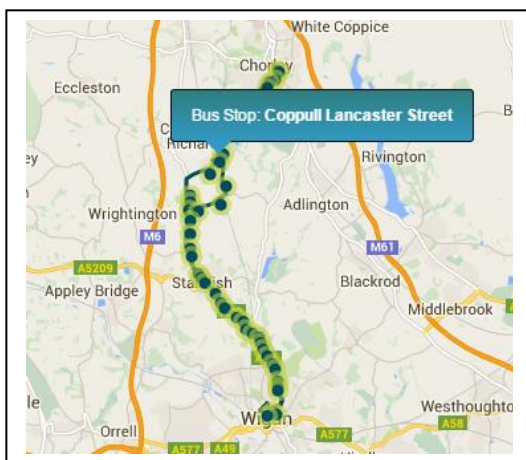 White Coppice
Eccleston
Chorley
Bus Stop: Coppull Lancaster Street
Rivington
Wrightington
Adlington
M6
M61
A5209
Appley Bridge
Blackrod
Middlebrook
Wigan
Westhoughto
Orrell
A577
A49
A577
A58